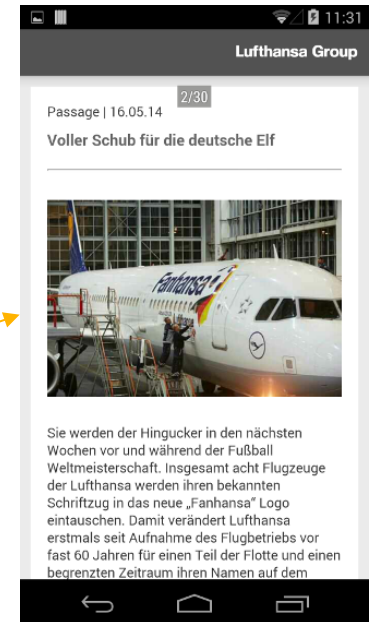 11:31
Lufthansa Group
2/30
Passage | 16.05.14
Voller Schub für die deutsche Elf
Fanhansa
Sie werden der Hingucker in den nächsten
Wochen vor und während der Fußball
Weltmeisterschaft. Insgesamt acht Flugzeuge
der Lufthansa werden ihren bekannten
Schriftzug in das neue „Fanhansa“ Logo
eintauschen. Damit verändert Lufthansa
erstmals seit Aufnahme des Flugbetriebs vor
fast 60 Jahren für einen Teil der Flotte und einen
begrenzten Zeitraum ihren Namen auf dem